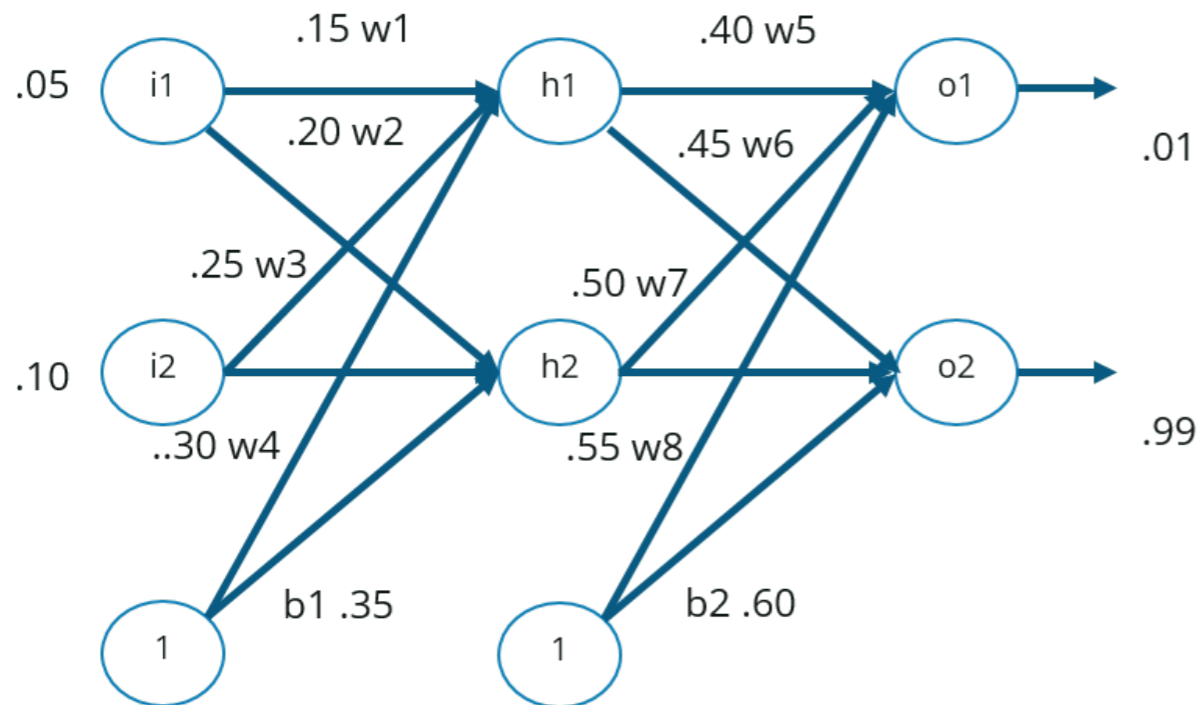 .15 w1
.40 w5
.05
i1
h1
o1
.20 w2
.45 w6
.01
.25 w3
.50 w7
.10
i2
h2
o2
..30 w4
.55 w8
.99
b1 .35
b2 .60
1
1